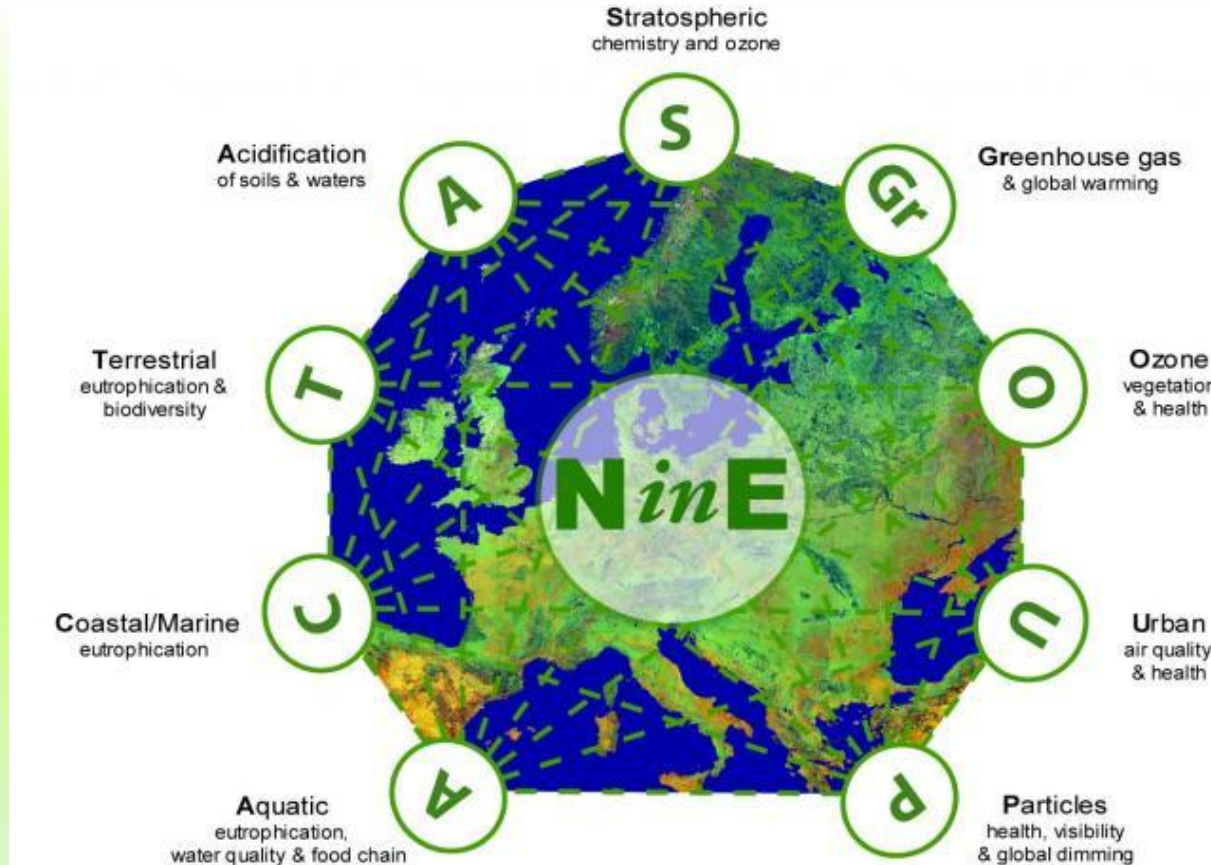 Stratospheric
chemistry and ozone
S
Acidification
of soils & waters
A
Gr
Greenhouse gas
& global warming
Terrestrial
eutrophication &
biodiversity
T
O
Ozone
vegetation
& health
NinE
Coastal/Marine
eutrophication
C
U
Urban
air quality
& health
A
P
Aquatic
eutrophication,
water quality & food chain
Particles
health, visibility
& global dimming